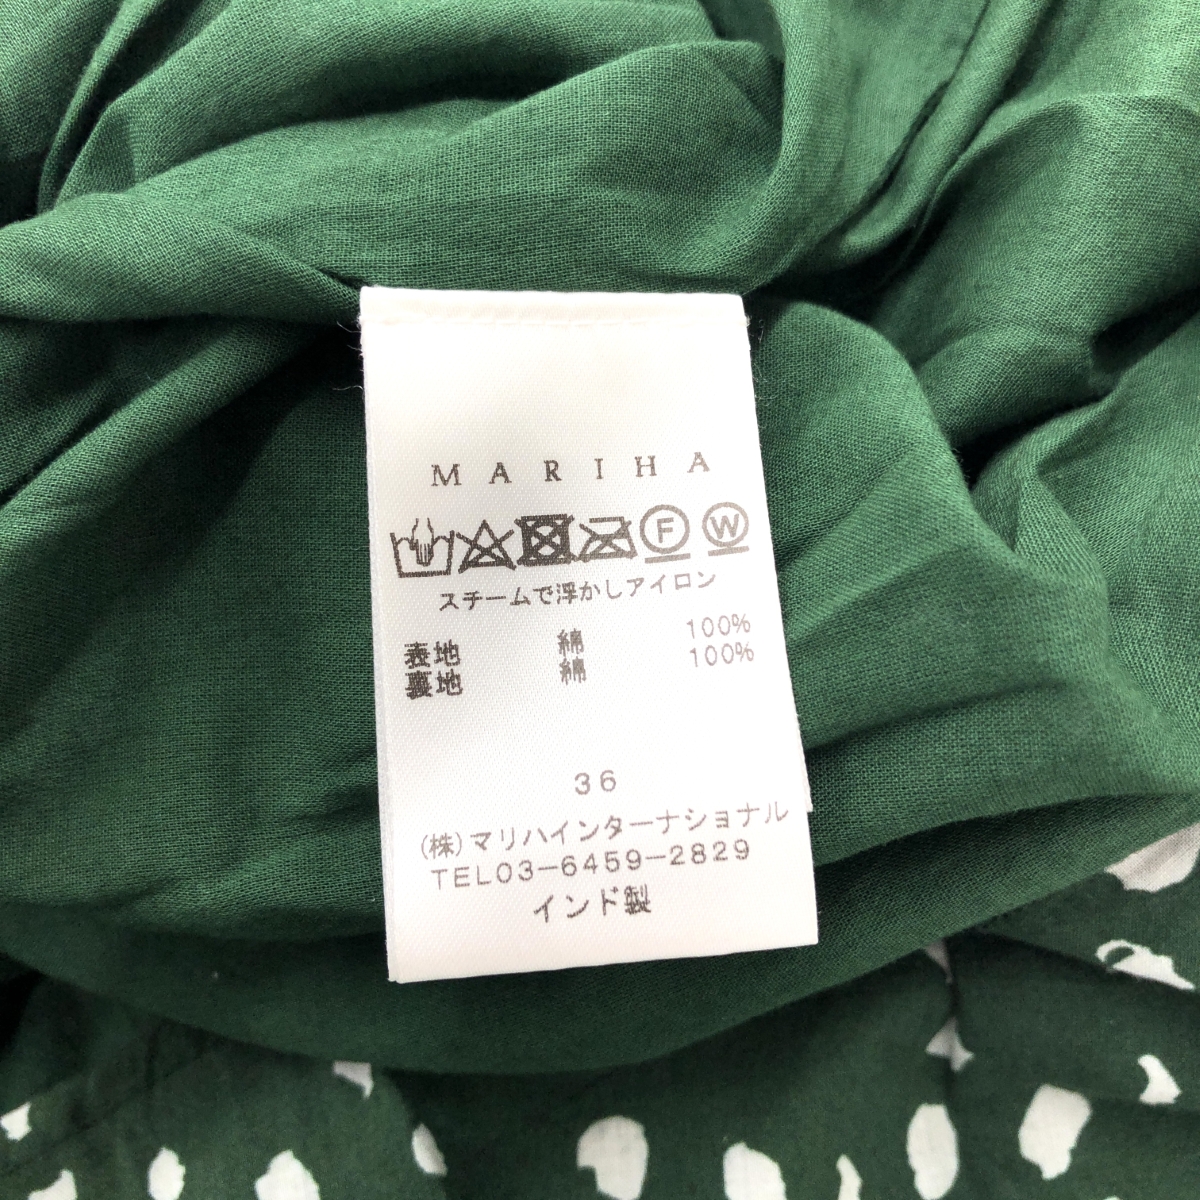 MARIHA
F W
スチームで浮かしアイロン
表地 綿 100%
裏地 綿 100%
36
(株)マリハインターナショナル
TEL03-6459-2829
インド製